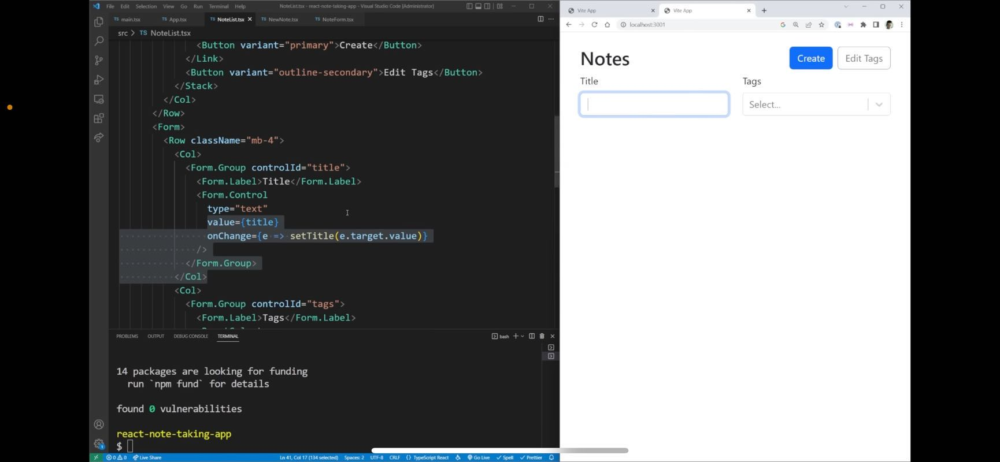 File Edit Selection View Go Run Terminal Help
NoteList.tsx - react-note-taking-app - Visual Studio Code [Administrator]
TS main.tsx
TS App.tsx
TS NoteList.tsx
TS NewNote.tsx
TS NoteForm.tsx
src > TS NoteList.tsx
<Button variant="primary">Create</Button>
</Link>
<Button variant="outline-secondary">Edit Tags</Button>
</Stack>
</Col>
</Row>
<Form>
<Row className="mb-4">
<Col>
<Form.Group controlId="title">
<Form.Label>Title</Form.Label>
<Form.Control
type="text"
value={title}
onChange={e => setTitle(e.target.value)}
/>
</Form.Group>
</Col>
<Col>
<Form.Group controlId="tags">
<Form.Label>Tags</Form.Label>
PROBLEMS OUTPUT DEBUG CONSOLE TERMINAL
bash
14 packages are looking for funding
run `npm fund` for details
found 0 vulnerabilities
react-note-taking-app
$
0 0 Live Share
Ln 41, Col 17 (134 selected) Spaces: 2 UTF-8 CRLF {} TypeScript React Go Live Spell Prettier
Vite App
Vite App
localhost:3001
Notes
Create
Edit Tags
Title
Tags
Select...